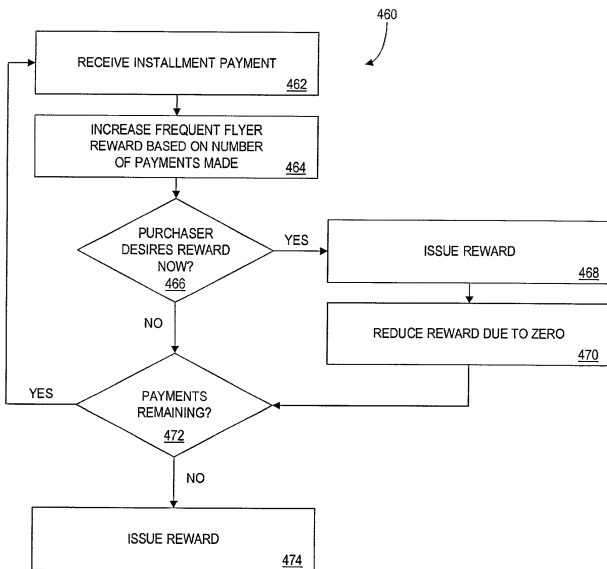 460
RECEIVE INSTALLMENT PAYMENT
462
INCREASE FREQUENT FLYER
REWARD BASED ON NUMBER
OF PAYMENTS MADE
464
PURCHASER
DESIRES REWARD
NOW?
466
YES
ISSUE REWARD
468
REDUCE REWARD DUE TO ZERO
470
NO
YES
PAYMENTS
REMAINING?
472
NO
ISSUE REWARD
474